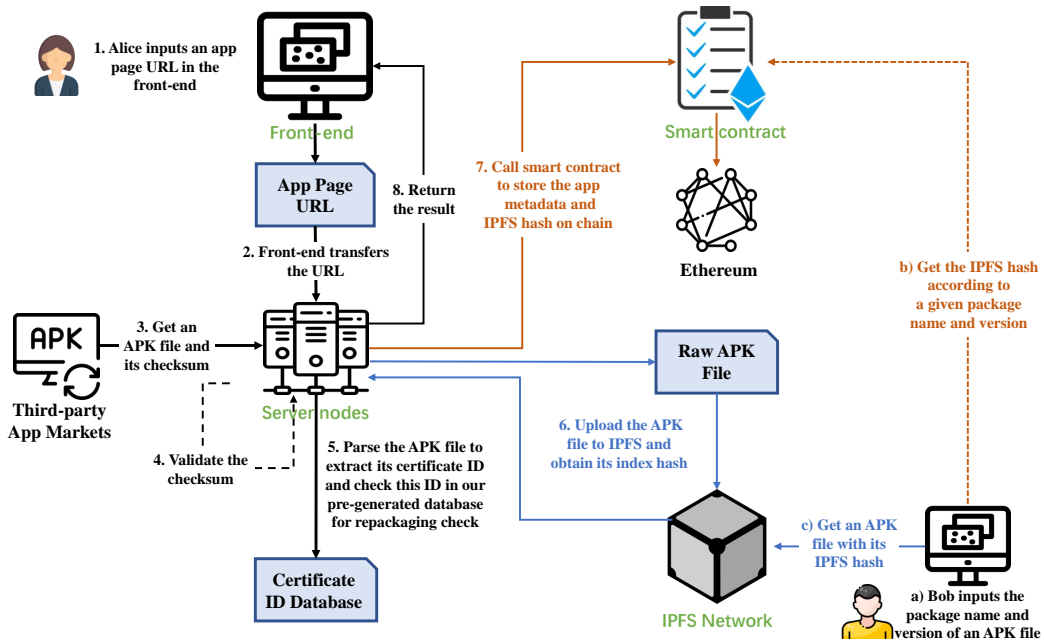 1. Alice inputs an app
page URL in the
front-end
Front-end
App Page
URL
2. Front-end transfers
the URL
8. Return
the result
7. Call smart contract
to store the app
metadata and
IPFS hash on chain
Smart contract
Ethereum
b) Get the IPFS hash
according to
a given package
name and version
APK
Third-party
App Markets
3. Get an
APK file and
its checksum
Server nodes
4. Validate the
checksum
5. Parse the APK file to
extract its certificate ID
and check this ID in our
pre-generated database
for repackaging check
Certificate
ID Database
Raw APK
File
6. Upload the APK
file to IPFS and
obtain its index hash
IPFS Network
c) Get an APK
file with its
IPFS hash
a) Bob inputs the
package name and
version of an APK file